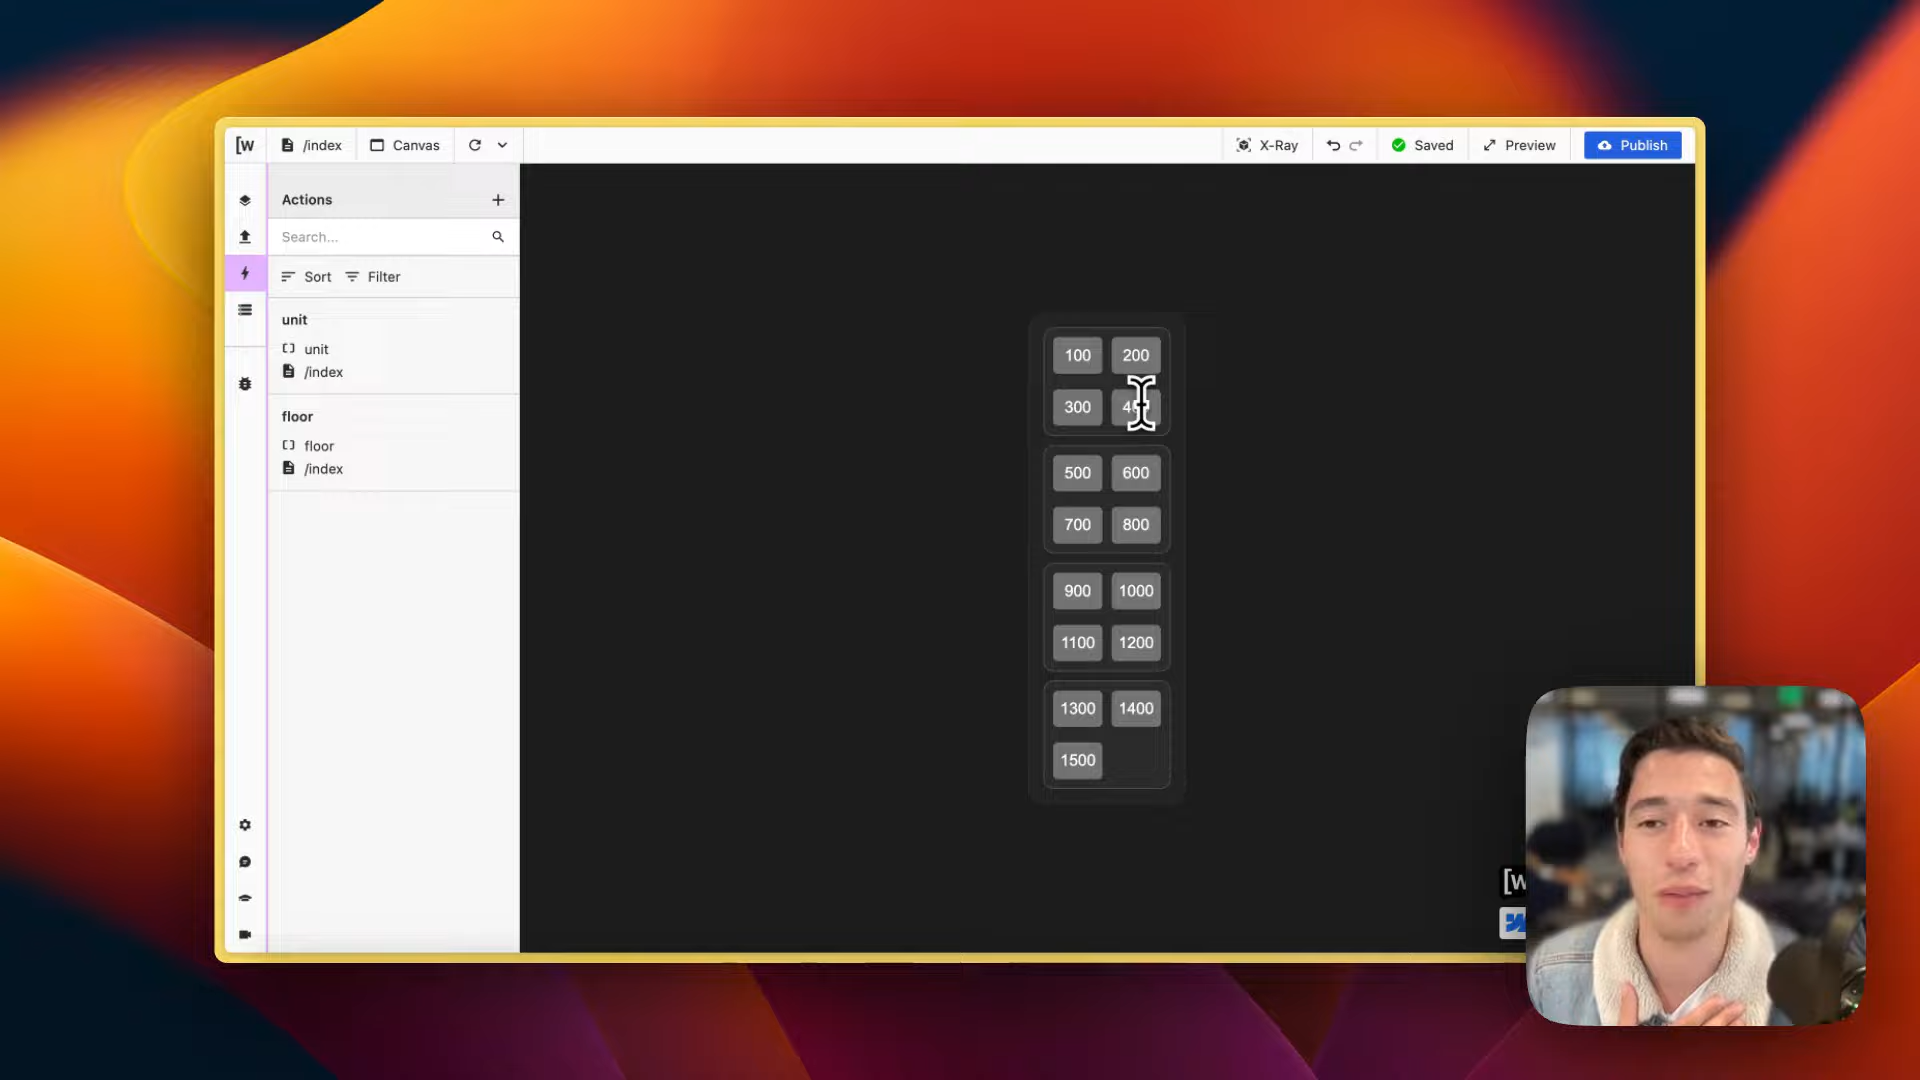 [w
/index
Canvas
X-Ray
Saved
Preview
Publish
Actions
Search...
Sort
Filter
unit
unit
/index
floor
floor
/index
100 200
300
500 600
700 800
900 1000
1100 1200
1300 1400
1500
[w